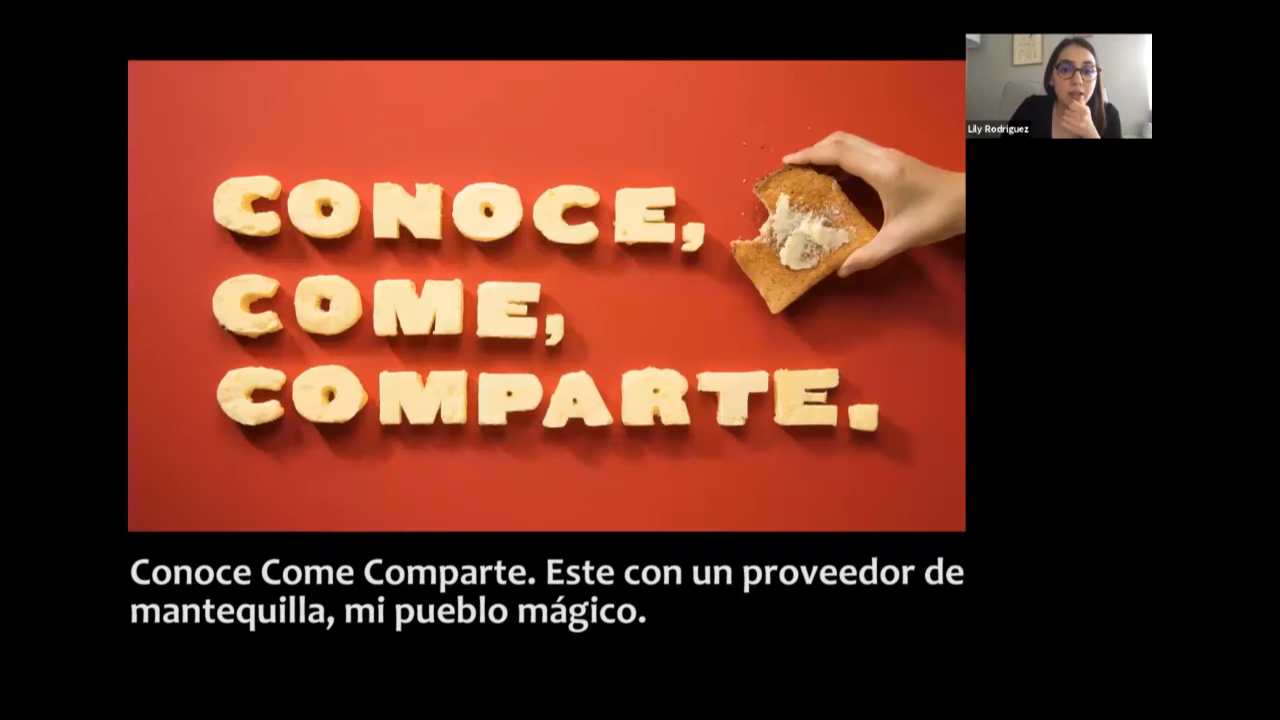 CONOCE,
COME,
COMPARTE.
Lily Rodriguez
Conoce Come Comparte. Este con un proveedor de
mantequilla, mi pueblo mágico.